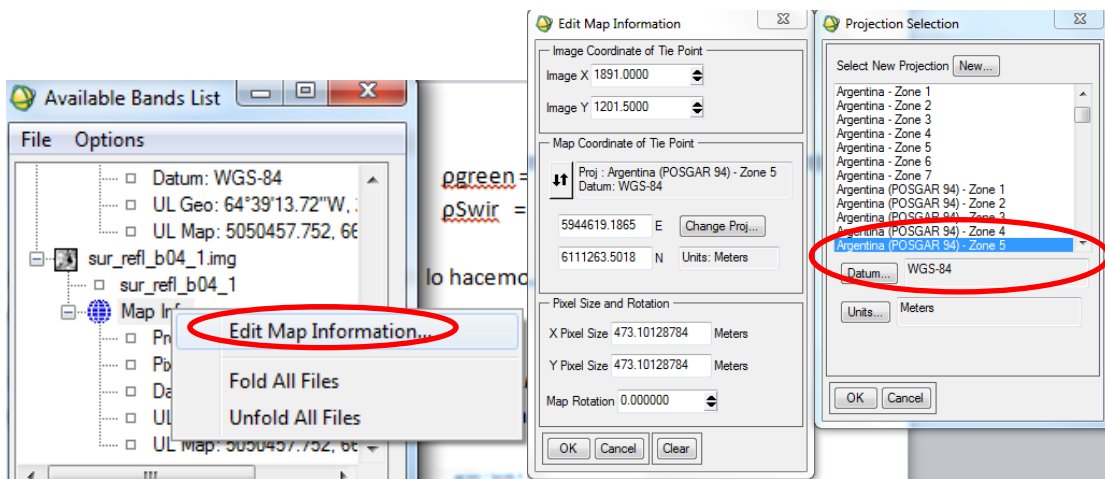 Available Bands List
File Options
Datum: WGS-84
UL Geo: 64°39'13.72"W,
UL Map: 5050457.752, 66
sur_refl_b04_1.img
sur_refl_b04_1
Map
Edit Map Information...
Fold All Files
Unfold All Files
UL Map: 5050457.752, 66
ρgreen =
ρSwir =
lo hacemo
Edit Map Information
Image Coordinate of Tie Point
Image X 1891.0000
Image Y 1201.5000
Map Coordinate of Tie Point
Proj : Argentina (POSGAR 94) - Zone 5
Datum: WGS-84
5944619.1865 E Change Proj...
6111263.5018 N Units: Meters
Pixel Size and Rotation
X Pixel Size 473.10128784 Meters
Y Pixel Size 473.10128784 Meters
Map Rotation 0.000000
OK Cancel Clear
Projection Selection
Select New Projection New...
Argentina - Zone 1
Argentina - Zone 2
Argentina - Zone 3
Argentina - Zone 4
Argentina - Zone 5
Argentina - Zone 6
Argentina - Zone 7
Argentina (POSGAR 94) - Zone 1
Argentina (POSGAR 94) - Zone 2
Argentina (POSGAR 94) - Zone 3
Argentina (POSGAR 94) - Zone 4
Argentina (POSGAR 94) - Zone 5
Datum... WGS-84
Units... Meters
OK Cancel